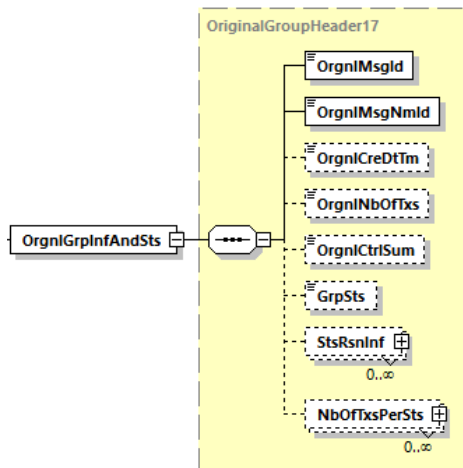 OriginalGroupHeader17
OrgnlMsgId
OrgnlMsgNmId
OrgnlCreDtTm
OrgnlNbOfTxs
OrgnlGrpInfAndSts
OrgnlCtrlSum
GrpSts
StsRsnInf
0..∞
NbOfTxsPerSts
0..∞